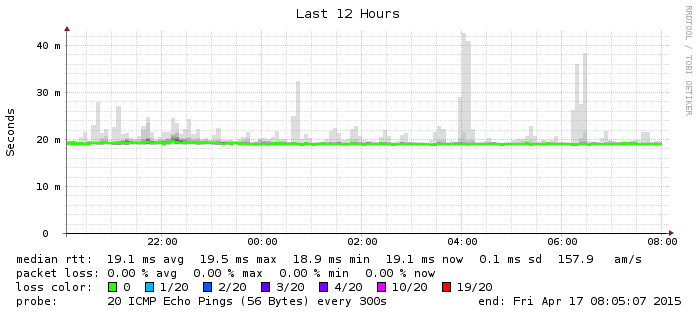 Last 12 Hours
RRDTOOL / TOBI OETIKER
Seconds
40 m
30 m
20 m
10 m
0
22:00 00:00 02:00 04:00 06:00 08:00
median rtt: 19.1 ms avg 19.5 ms max 18.9 ms min 19.1 ms now 0.1 ms sd 157.9 am/s
packet loss: 0.00 % avg 0.00 % max 0.00 % min 0.00 % now
loss color: 0 1/20 2/20 3/20 4/20 10/20 19/20
probe: 20 ICMP Echo Pings (56 Bytes) every 300s end: Fri Apr 17 08:05:07 2015